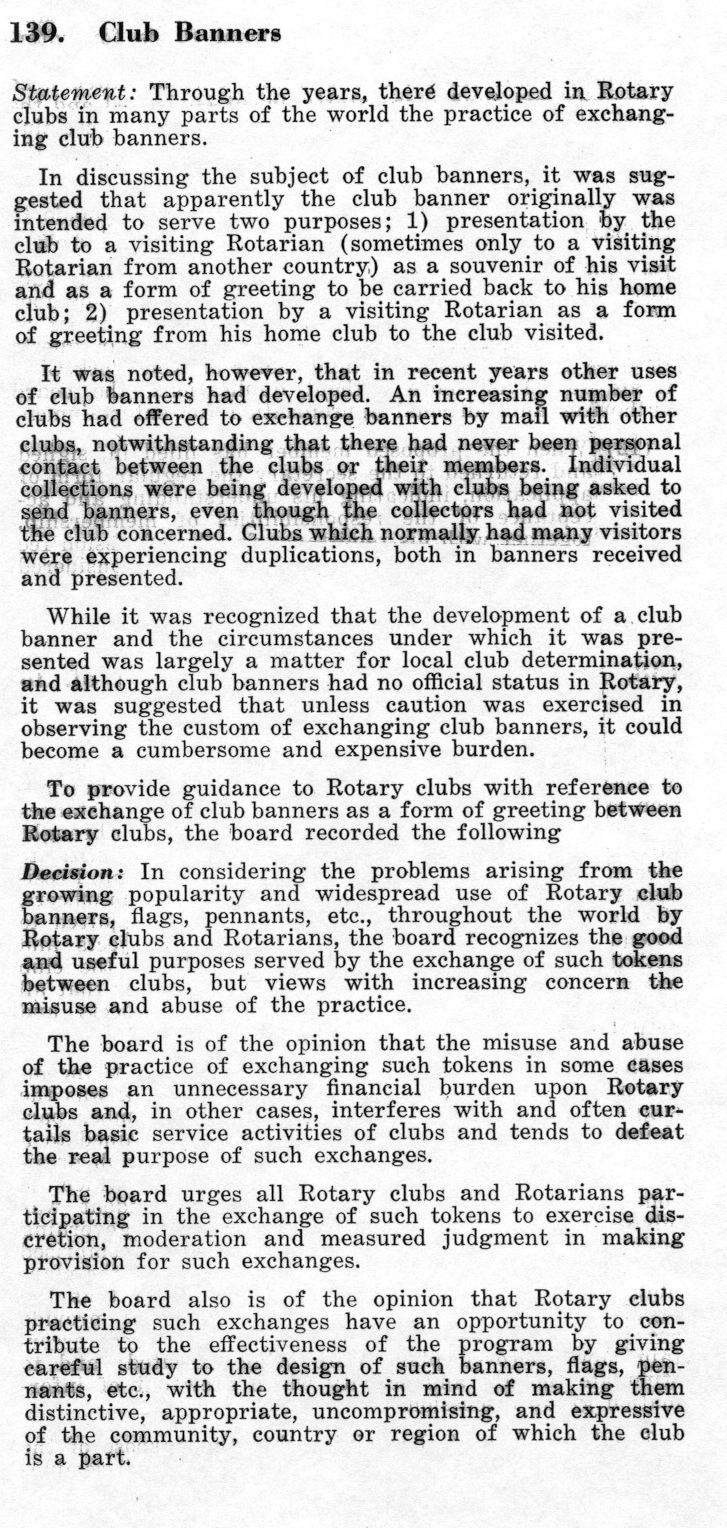 139. Club Banners
Statement: Through the years, there developed in Rotary
clubs in many parts of the world the practice of exchang-
ing club banners.
In discussing the subject of club banners, it was sug-
gested that apparently the club banner originally was
intended to serve two purposes; 1) presentation by the
club to a visiting Rotarian (sometimes only to a visiting
Rotarian from another country) as a souvenir of his visit
and as a form of greeting to be carried back to his home
club; 2) presentation by a visiting Rotarian as a form
of greeting from his home club to the club visited.
It was noted, however, that in recent years other uses
of club banners had developed. An increasing number of
clubs had offered to exchange banners by mail with other
clubs, notwithstanding that there had never been personal
contact between the clubs or their members. Individual
collections were being developed with clubs being asked to
send banners, even though the collectors had not visited
the club concerned. Clubs which normally had many visitors
were experiencing duplications, both in banners received
and presented.
While it was recognized that the development of a club
banner and the circumstances under which it was pre-
sented was largely a matter for local club determination,
and although club banners had no official status in Rotary,
it was suggested that unless caution was exercised in
observing the custom of exchanging club banners, it could
become a cumbersome and expensive burden.
To provide guidance to Rotary clubs with reference to
the exchange of club banners as a form of greeting between
Rotary clubs, the board recorded the following
Decision: In considering the problems arising from the
growing popularity and widespread use of Rotary club
banners, flags, pennants, etc., throughout the world by
Rotary clubs and Rotarians, the board recognizes the good
and useful purposes served by the exchange of such tokens
between clubs, but views with increasing concern the
misuse and abuse of the practice.
The board is of the opinion that the misuse and abuse
of the practice of exchanging such tokens in some cases
imposes an unnecessary financial burden upon Rotary
clubs and, in other cases, interferes with and often cur-
tails basic service activities of clubs and tends to defeat
the real purpose of such exchanges.
The board urges all Rotary clubs and Rotarians par-
ticipating in the exchange of such tokens to exercise dis-
cretion, moderation and measured judgment in making
provision for such exchanges.
The board also is of the opinion that Rotary clubs
practicing such exchanges have an opportunity to con-
tribute to the effectiveness of the program by giving
careful study to the design of such banners, flags, pen-
nants, etc., with the thought in mind of making them
distinctive, appropriate, uncompromising, and expressive
of the community, country or region of which the club
is a part.